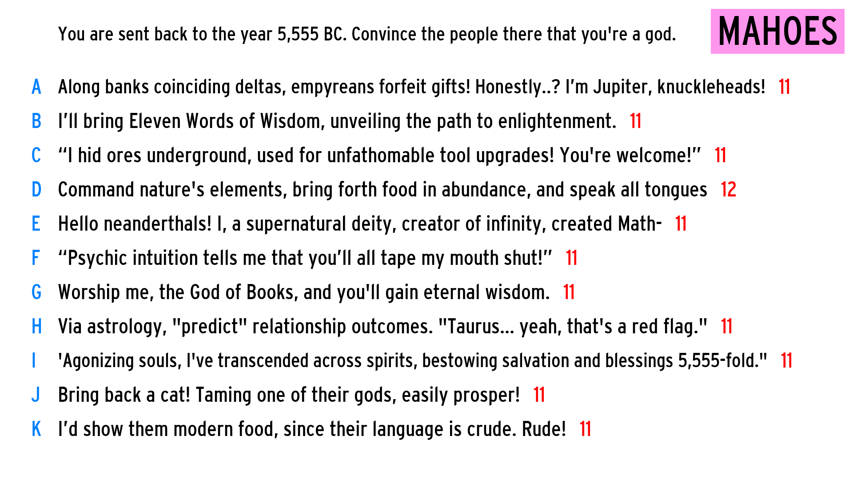 You are sent back to the year 5,555 BC. Convince the people there that you're a god.
MAHOES
A Along banks coinciding deltas, empyreans forfeit gifts! Honestly..? I’m Jupiter, knuckleheads! 11
B I’ll bring Eleven Words of Wisdom, unveiling the path to enlightenment. 11
C “I hid ores underground, used for unfathomable tool upgrades! You're welcome!” 11
D Command nature's elements, bring forth food in abundance, and speak all tongues 12
E Hello neanderthals! I, a supernatural deity, creator of infinity, created Math- 11
F “Psychic intuition tells me that you’ll all tape my mouth shut!” 11
G Worship me, the God of Books, and you'll gain eternal wisdom. 11
H Via astrology, "predict" relationship outcomes. "Taurus... yeah, that's a red flag." 11
I 'Agonizing souls, I've transcended across spirits, bestowing salvation and blessings 5,555-fold." 11
J Bring back a cat! Taming one of their gods, easily prosper! 11
K I’d show them modern food, since their language is crude. Rude! 11